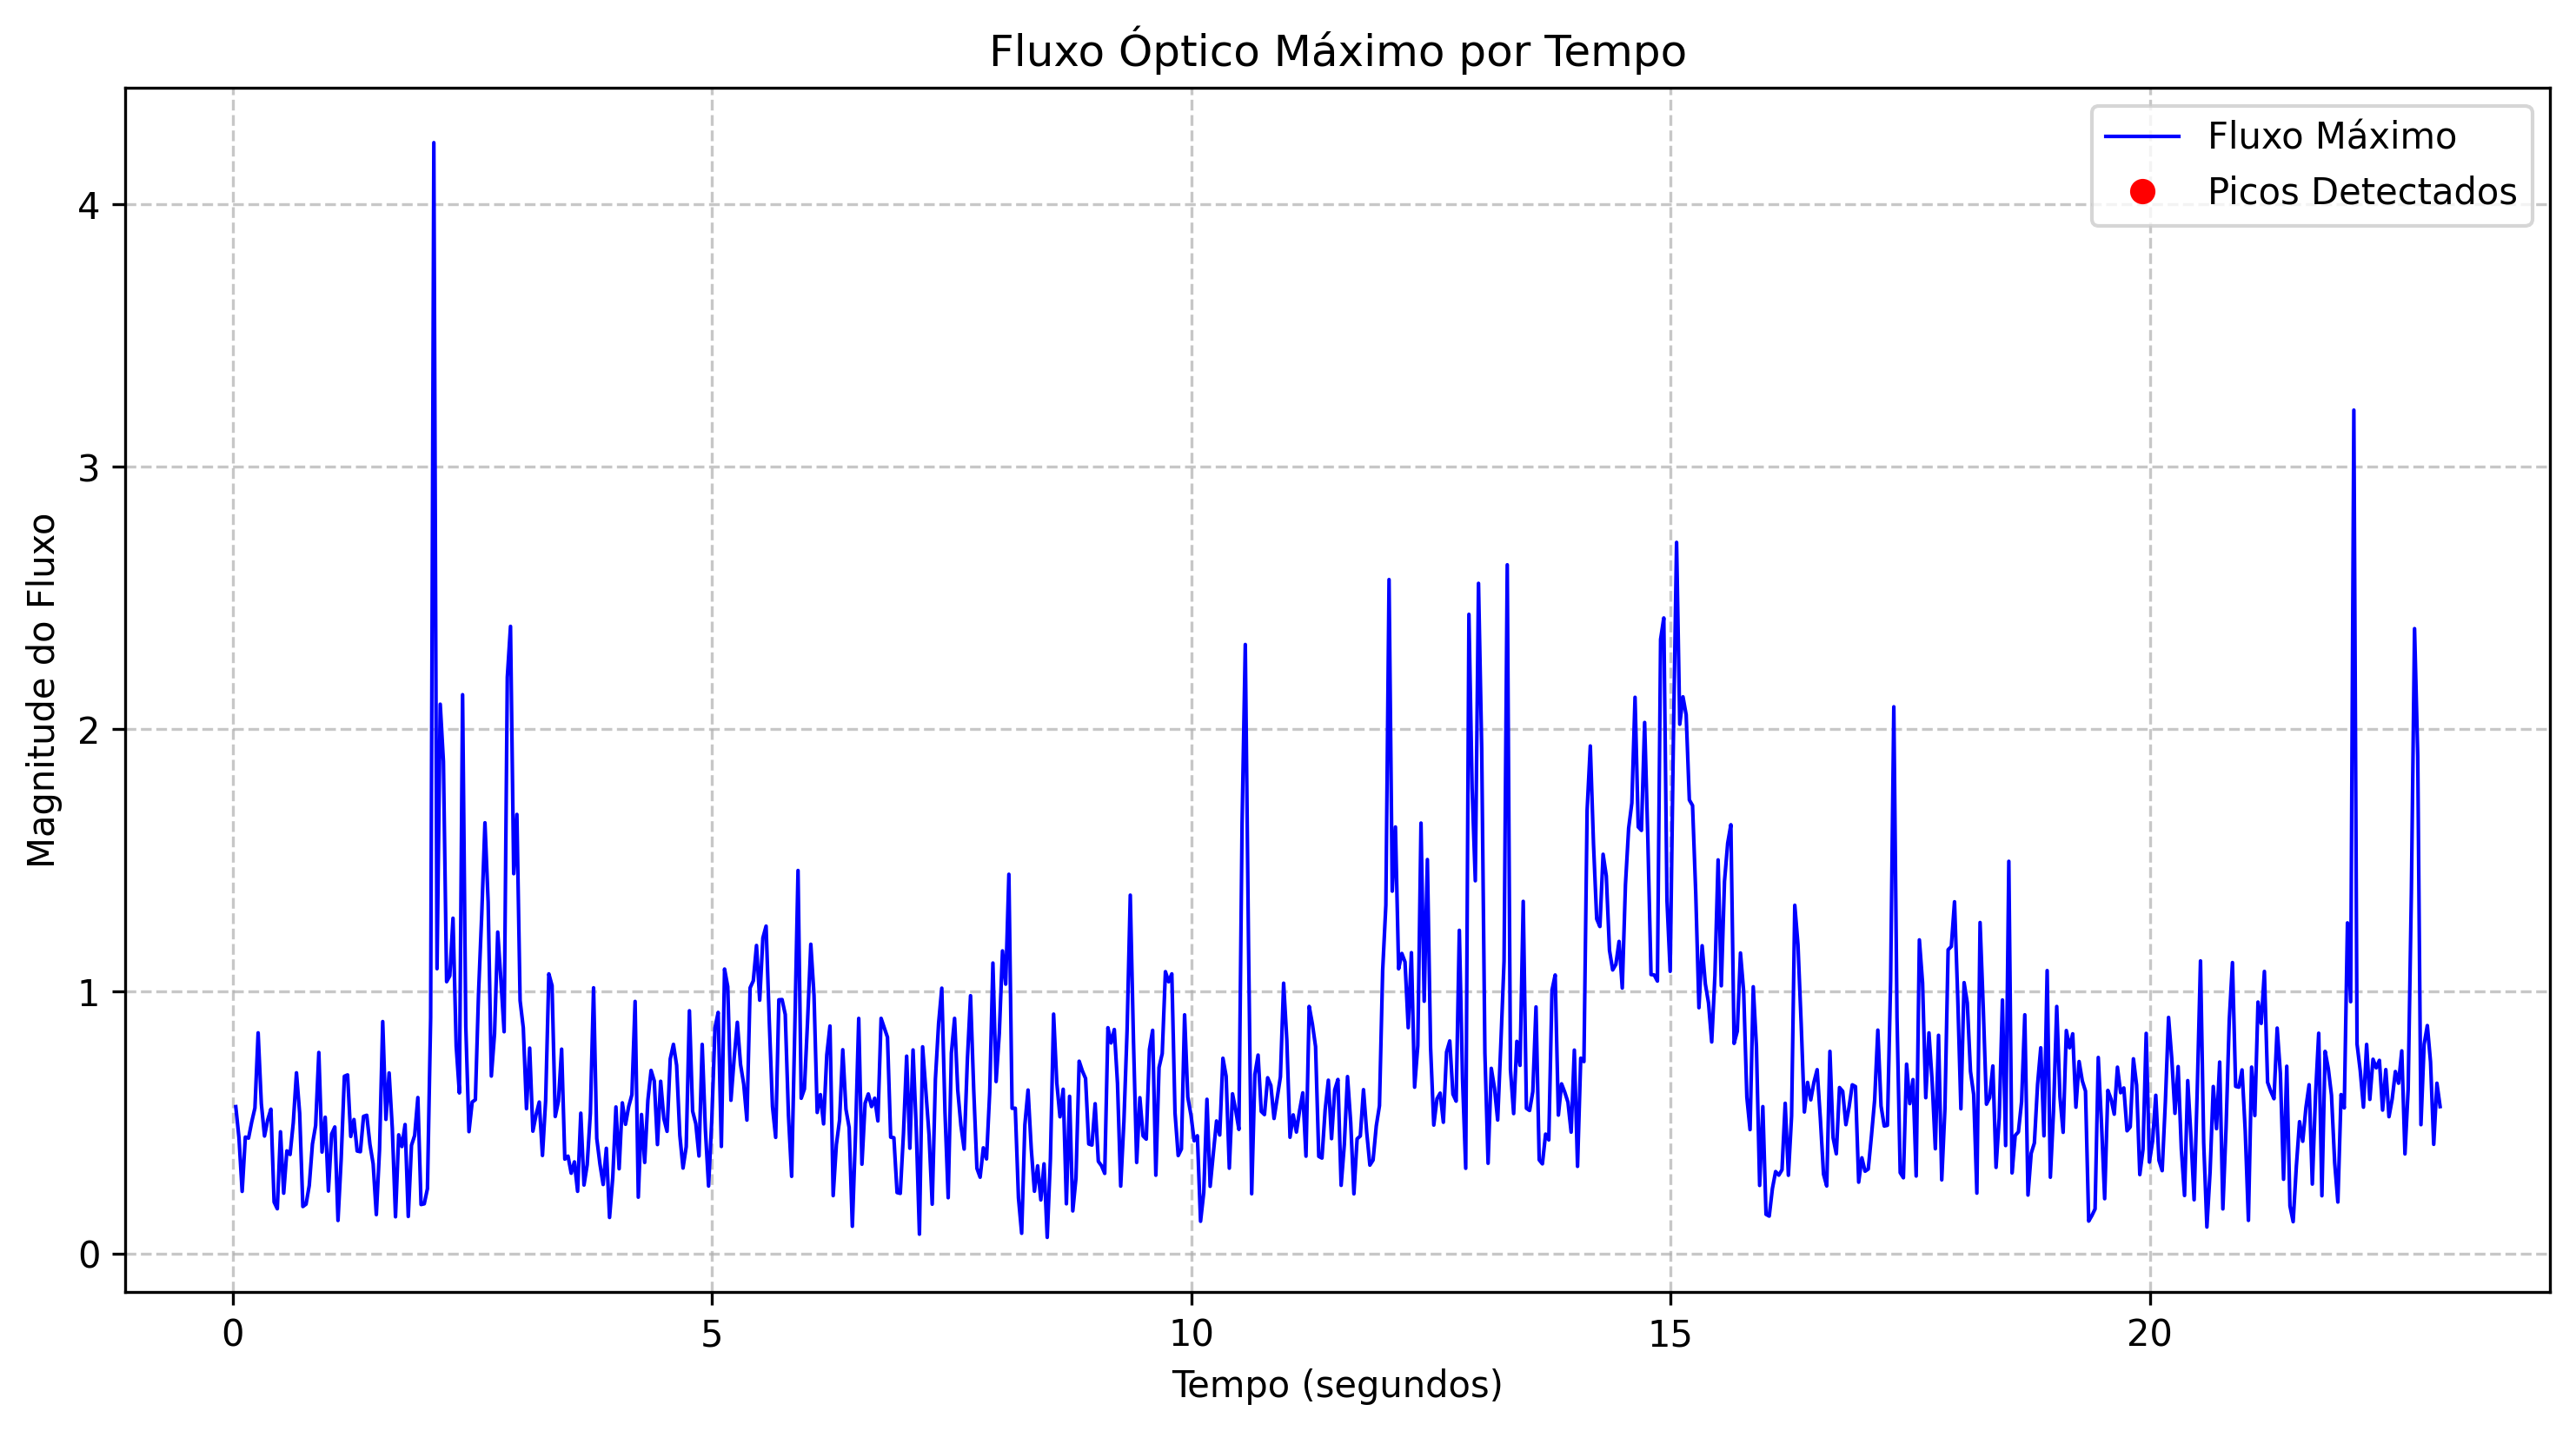 Fluxo Óptico Máximo por Tempo
Fluxo Máximo
Picos Detectados
Magnitude do Fluxo
4
3
2
1
0
0 5 10 15 20
Tempo (segundos)